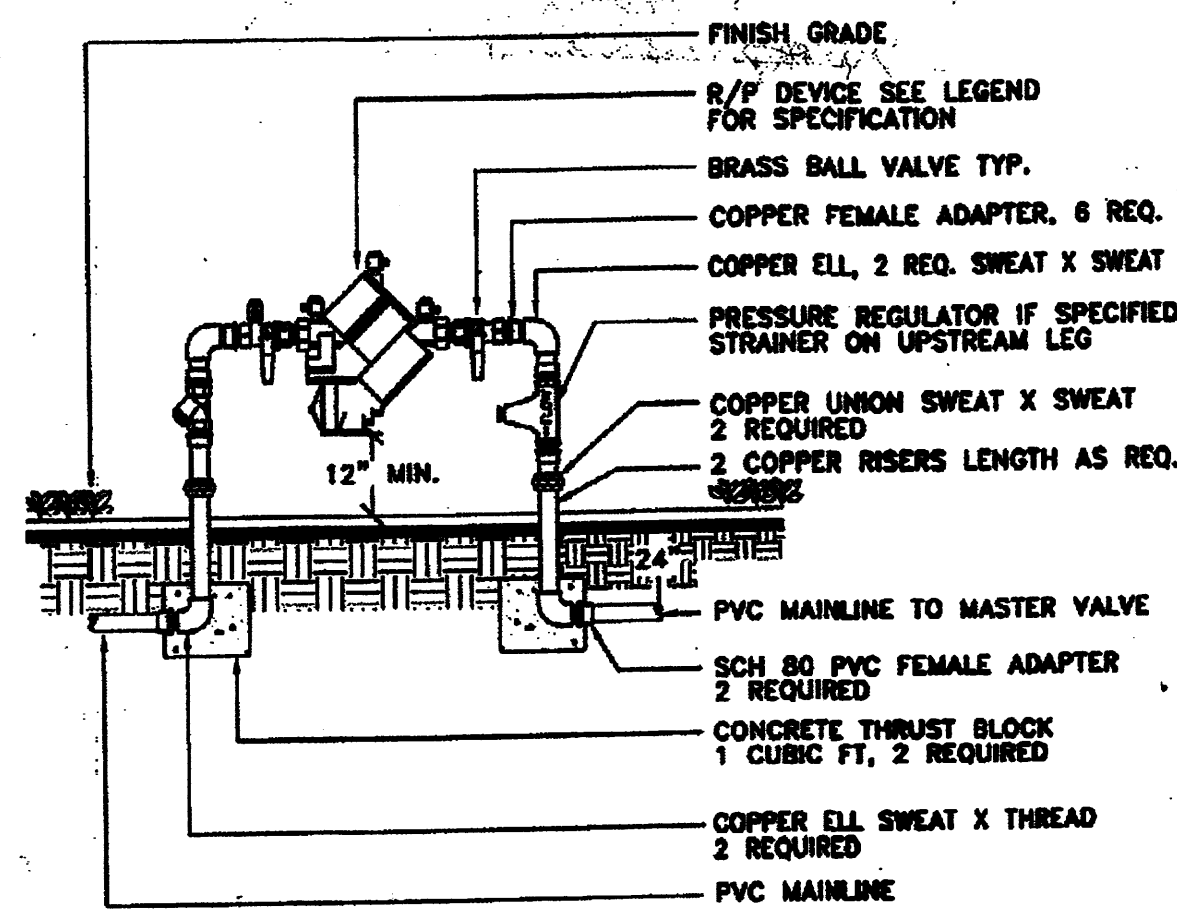 FINISH GRADE
R/P DEVICE SEE LEGEND
FOR SPECIFICATION
BRASS BALL VALVE TYP.
COPPER FEMALE ADAPTER, 6 REQ.
COPPER ELL, 2 REQ. SWEAT X SWEAT
PRESSURE REGULATOR IF SPECIFIED
STRAINER ON UPSTREAM LEG
COPPER UNION SWEAT X SWEAT
2 REQUIRED
2 COPPER RISERS LENGTH AS REQ.
12" MIN.
24"
PVC MAINLINE TO MASTER VALVE
SCH 80 PVC FEMALE ADAPTER
2 REQUIRED
CONCRETE THRUST BLOCK
1 CUBIC FT, 2 REQUIRED
COPPER ELL SWEAT X THREAD
2 REQUIRED
PVC MAINLINE